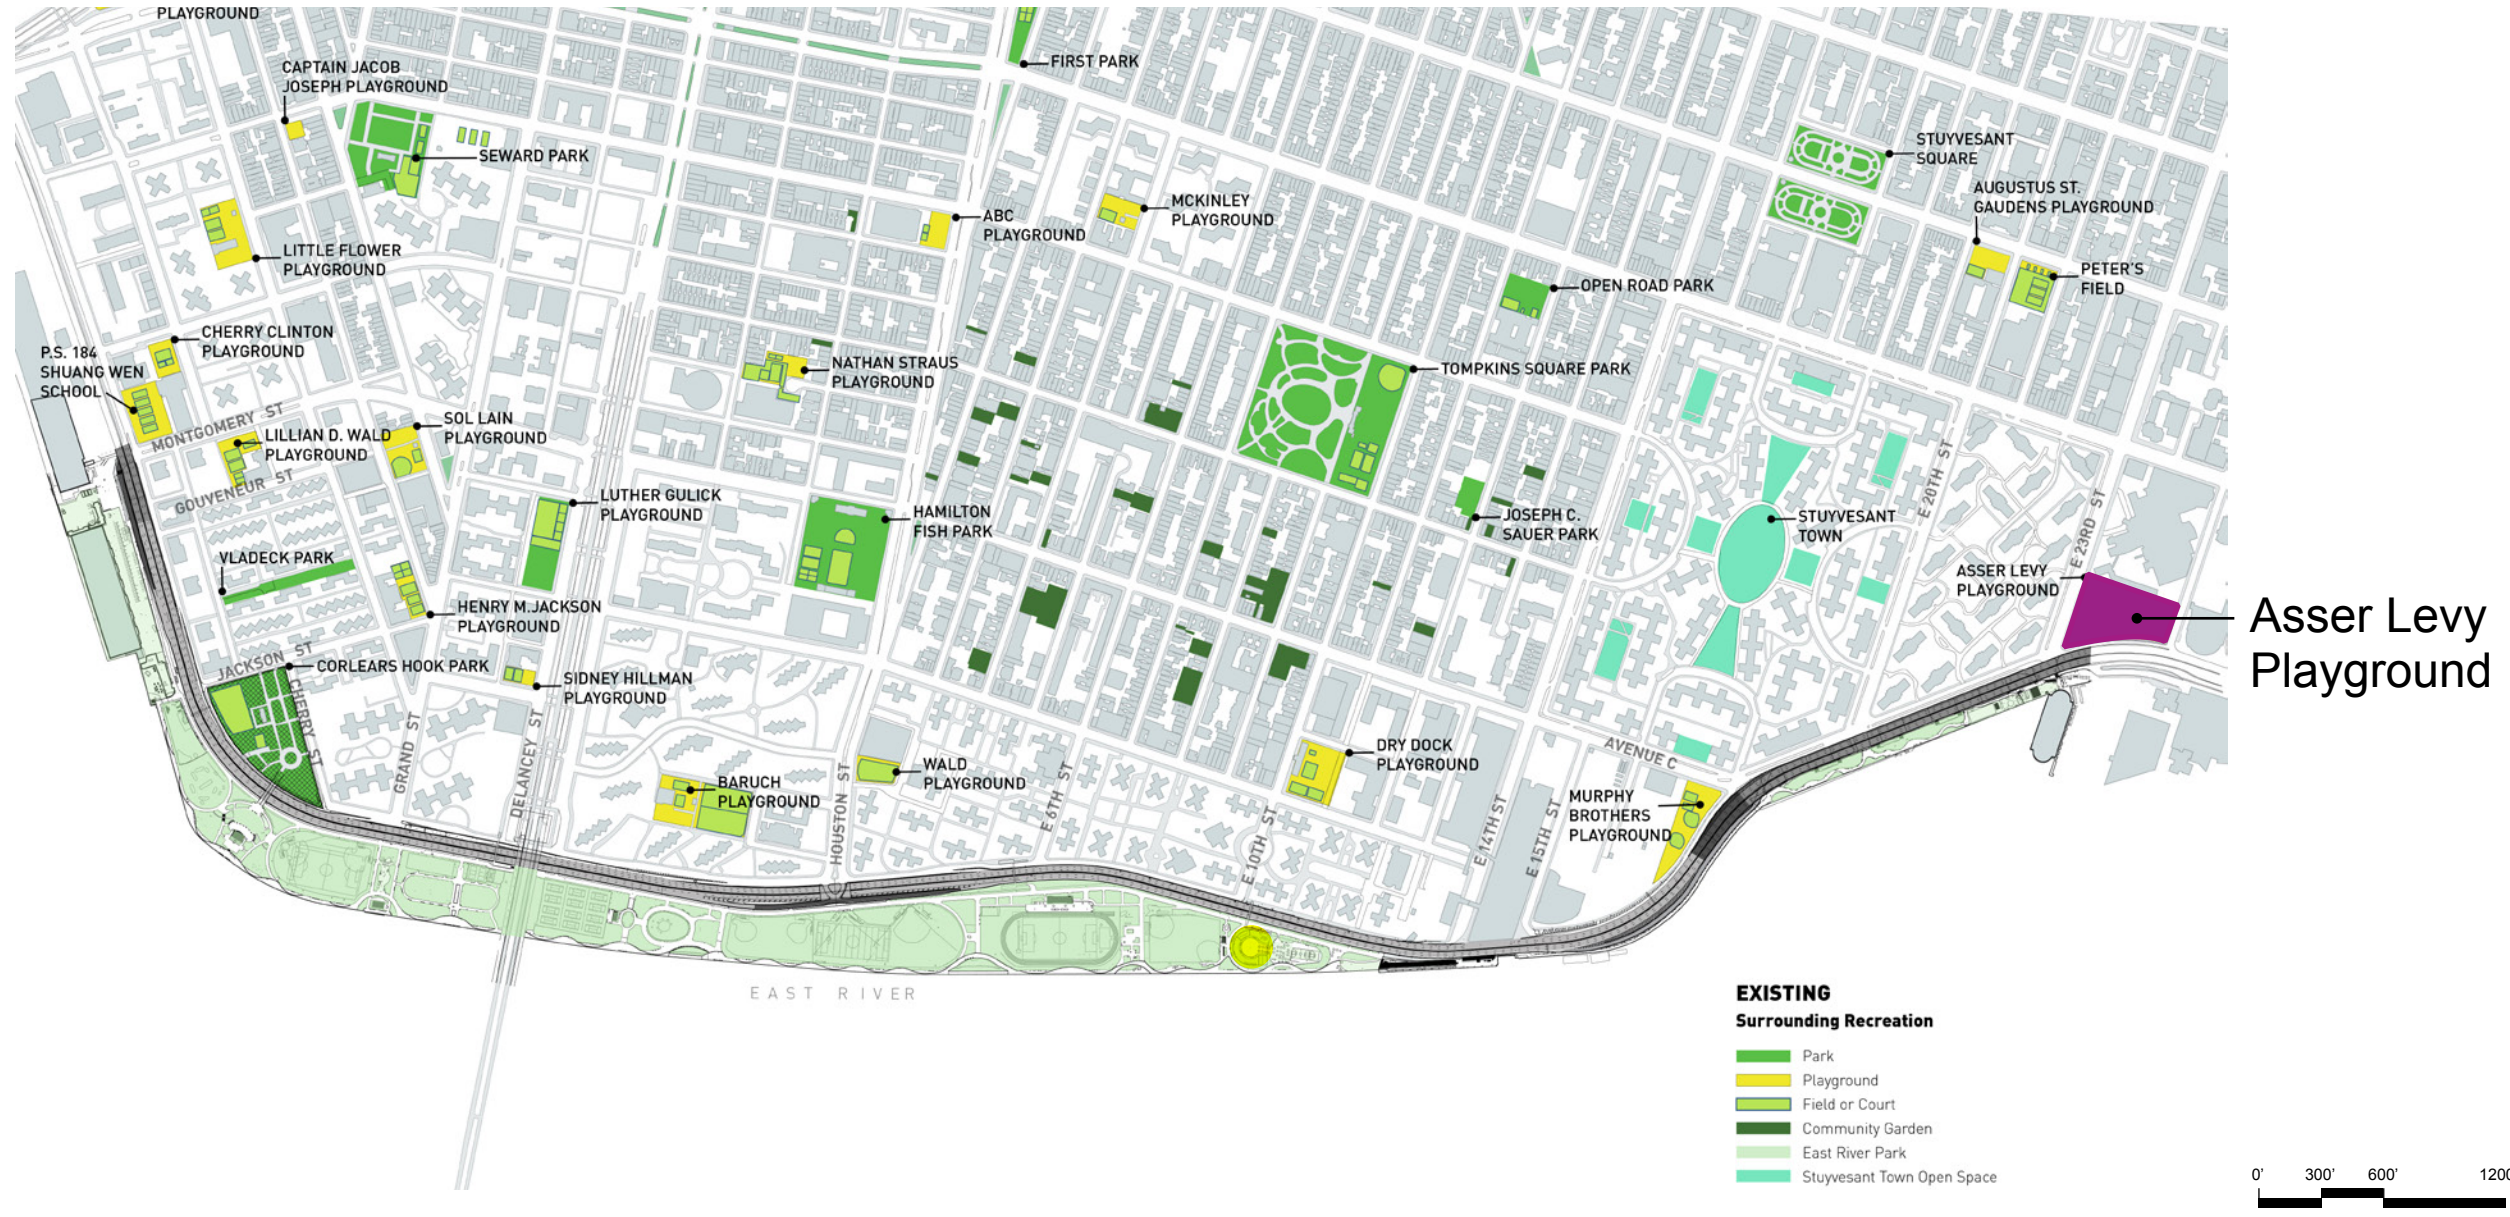 PLAYGROUND
CAPTAIN JACOB
JOSEPH PLAYGROUND
FIRST PARK
SEWARD PARK
STUYVESANT
SQUARE
AUGUSTUS ST.
GAUDENS PLAYGROUND
MCKINLEY
PLAYGROUND
ABC
PLAYGROUND
LITTLE FLOWER
PLAYGROUND
PETER'S
FIELD
OPEN ROAD PARK
CHERRY CLINTON
PLAYGROUND
P.S. 184
SHUANG WEN
SCHOOL
NATHAN STRAUS
PLAYGROUND
TOMPKINS SQUARE PARK
MONTGOMERY ST
SOL LAIN
PLAYGROUND
LILLIAN D. WALD
PLAYGROUND
GOUVENEUR ST
E 20TH ST
E 23RD ST
LUTHER GULICK
PLAYGROUND
HAMILTON
FISH PARK
JOSEPH C.
SAUER PARK
STUYVESANT
TOWN
VLADECK PARK
ASSER LEVY
PLAYGROUND
Asser Levy
Playground
HENRY M.JACKSON
PLAYGROUND
JACKSON ST
CORLEARS HOOK PARK
CHERRY ST
SIDNEY HILLMAN
PLAYGROUND
GRAND ST
DELANCEY ST
BARUCH
PLAYGROUND
HOUSTON ST
WALD
PLAYGROUND
E 6TH ST
DRY DOCK
PLAYGROUND
AVENUE C
E 10TH ST
E 14TH ST
E 15TH ST
MURPHY
BROTHERS
PLAYGROUND
EAST RIVER
EXISTING
Surrounding Recreation
Park
Playground
Field or Court
Community Garden
East River Park
Stuyvesant Town Open Space
0' 300' 600' 1200